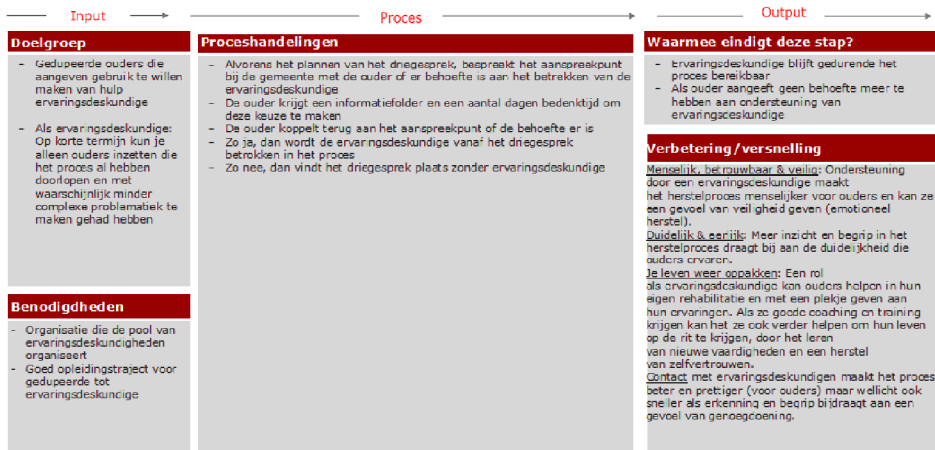 Input
Proces
Output
Doelgroep
- Gedupeerde ouders die
aangeven gebruik te willen
maken van hulp
ervaringsdeskundige
- Als ervaringsdeskundige:
Op korte termijn kun je
alleen ouders inzetten die
het proces al hebben
doorlopen en met
waarschijnlijk minder
complexe problematiek te
maken gehad hebben
Benodigdheden
- Organisatie die de pool van
ervaringsdeskundigheden
organiseert
- Goed opleidingstraject voor
gedupeerde tot
ervaringsdeskundige
Proceshandelingen
- Alvorens het plannen van het driegesprek, bespreekt het aanspreekpunt
bij de gemeente met de ouder of er behoefte is aan het betrekken van de
ervaringsdeskundige
- De ouder krijgt een informatiefolder en een aantal dagen bedenktijd om
deze keuze te maken
- De ouder koppelt terug aan het aanspreekpunt of de behoefte er is
- Zo ja, dan wordt de ervaringsdeskundige vanaf het driegesprek
betrokken in het proces
- Zo nee, dan vindt het driegesprek plaats zonder ervaringsdeskundige
Waarmee eindigt deze stap?
- Ervaringsdeskundige blijft gedurende het
proces bereikbaar
- Als ouder aangeeft geen behoefte meer te
hebben aan ondersteuning van
ervaringsdeskundige
Verbetering/versnelling
Menselijk, betrouwbaar & veilig: Ondersteuning
door een ervaringsdeskundige maakt
het herstelproces menselijker voor ouders en kan ze
een gevoel van veiligheid geven (emotioneel
herstel).
Duidelijk & eerlijk: Meer inzicht en begrip in het
herstelproces draagt bij aan de duidelijkheid die
ouders ervaren.
Je leven weer oppakken: Een rol
als ervaringsdeskundige kan ouders helpen in hun
eigen rehabilitatie en met een plekje geven aan
hun ervaringen. Als ze goede coaching en training
krijgen kan het ze ook verder helpen om hun leven
op de rit te krijgen, door het leren
van nieuwe vaardigheden en een herstel
van zelfvertrouwen.
Contact met ervaringsdeskundigen maakt het proces
beter en prettiger (voor ouders) maar wellicht ook
sneller als erkenning en begrip bijdraagt aan een
gevoel van genoegdoening.